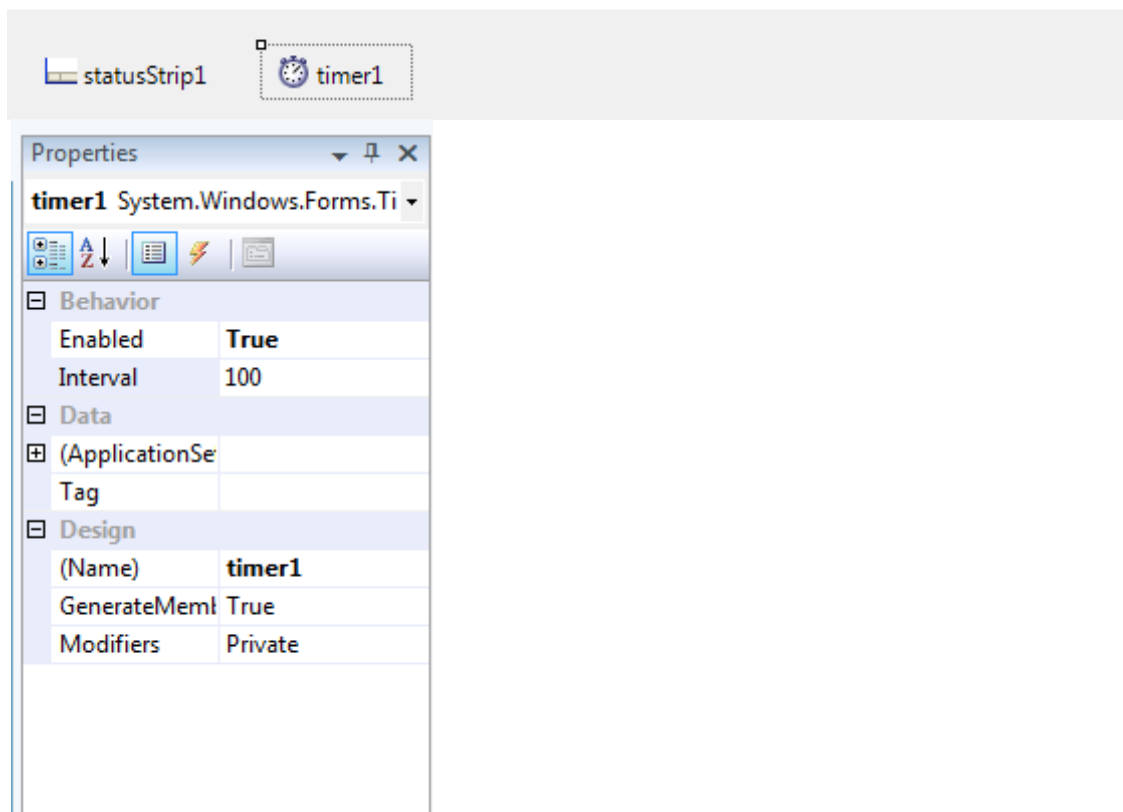 statusStrip1 timer1
Properties
timer1 System.Windows.Forms.Ti
Behavior
Enabled True
Interval 100
Data
(ApplicationSe
Tag
Design
(Name) timer1
GenerateMemb True
Modifiers Private